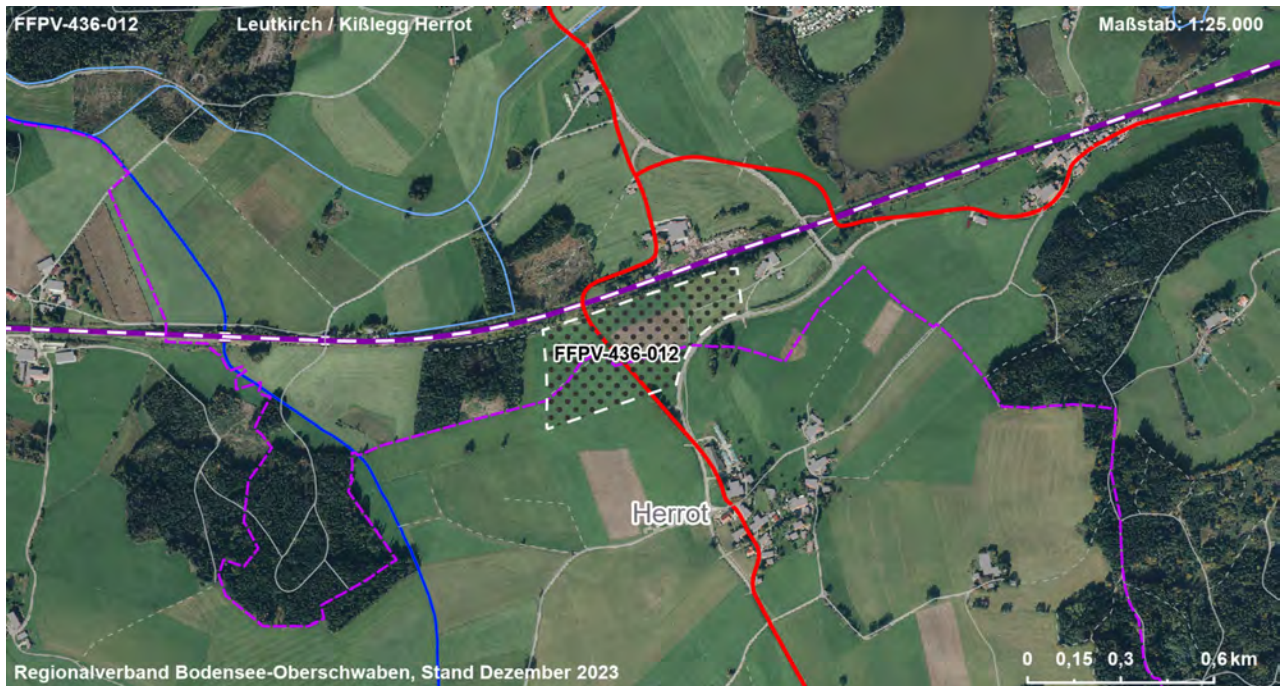 FFPV-436-012 Leutkirch / Kißlegg Herrot Maßstab: 1:25.000
FFPV-436-012
Herrot
Regionalverband Bodensee-Oberschwaben, Stand Dezember 2023
0 0,15 0,3 0,6 km